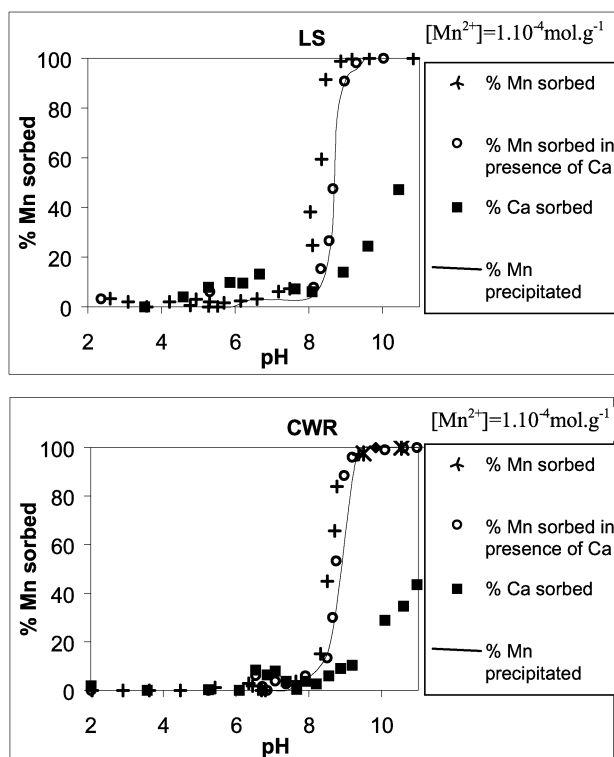 LS
[Mn2+]=1.10-4mol.g-1
100
80
60
40
20
0
2 4 6 8 10
% Mn sorbed
pH
% Mn sorbed
% Mn sorbed in
presence of Ca
% Ca sorbed
% Mn
precipitated
CWR
[Mn2+]=1.10-4mol.g-1
100
80
60
40
20
0
2 4 6 8 10
% Mn sorbed
pH
% Mn sorbed
% Mn sorbed in
presence of Ca
% Ca sorbed
% Mn
precipitated